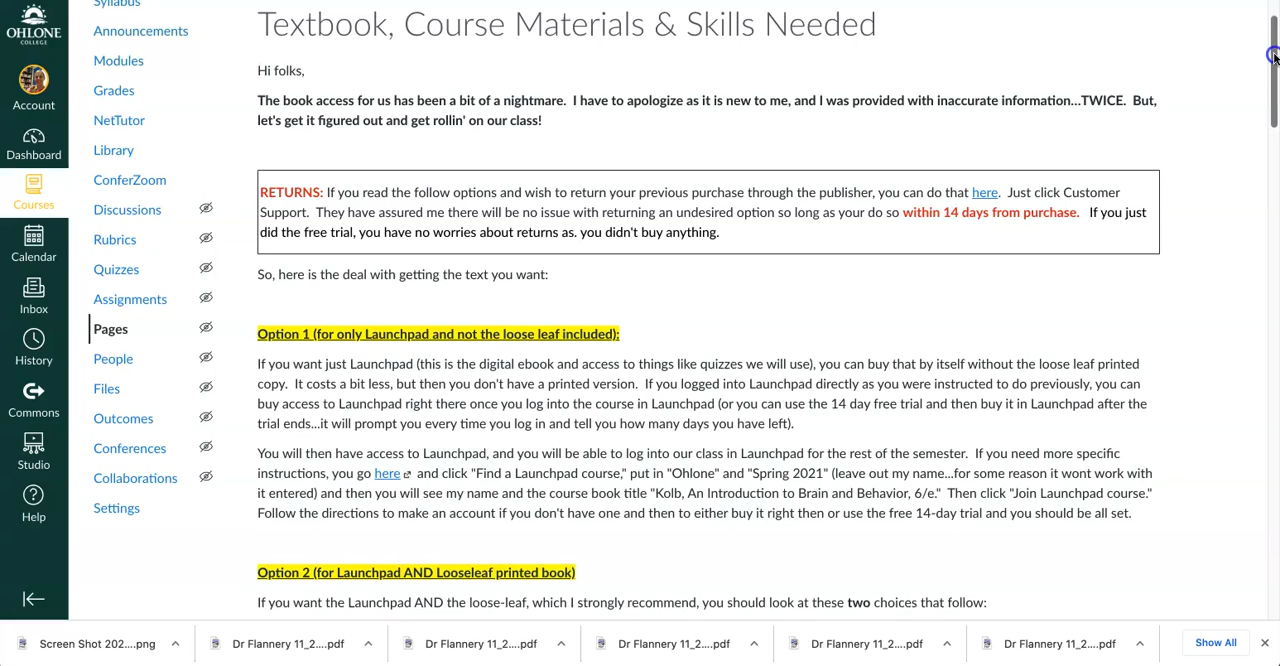 OHLONE
COLLEGE
Account
Dashboard
Courses
Calendar
Inbox
History
Commons
Studio
Help
Syllabus
Announcements
Modules
Grades
NetTutor
Library
ConferZoom
Discussions
Rubrics
Quizzes
Assignments
Pages
People
Files
Outcomes
Conferences
Collaborations
Settings
Textbook, Course Materials & Skills Needed
Hi folks,
The book access for us has been a bit of a nightmare. I have to apologize as it is new to me, and I was provided with inaccurate information...TWICE. But,
let's get it figured out and get rollin' on our class!
RETURNS: If you read the follow options and wish to return your previous purchase through the publisher, you can do that here. Just click Customer
Support. They have assured me there will be no issue with returning an undesired option so long as your do so within 14 days from purchase. If you just
did the free trial, you have no worries about returns as. you didn't buy anything.
So, here is the deal with getting the text you want:
Option 1 (for only Launchpad and not the loose leaf included):
If you want just Launchpad (this is the digital ebook and access to things like quizzes we will use), you can buy that by itself without the loose leaf printed
copy. It costs a bit less, but then you don't have a printed version. If you logged into Launchpad directly as you were instructed to do previously, you can
buy access to Launchpad right there once you log into the course in Launchpad (or you can use the 14 day free trial and then buy it in Launchpad after the
trial ends...it will prompt you every time you log in and tell you how many days you have left).
You will then have access to Launchpad, and you will be able to log into our class in Launchpad for the rest of the semester. If you need more specific
instructions, you go here and click "Find a Launchpad course," put in "Ohlone" and "Spring 2021" (leave out my name...for some reason it wont work with
it entered) and then you will see my name and the course book title "Kolb, An Introduction to Brain and Behavior, 6/e." Then click "Join Launchpad course."
Follow the directions to make an account if you don't have one and then to either buy it right then or use the free 14-day trial and you should be all set.
Option 2 (for Launchpad AND Looseleaf printed book)
If you want the Launchpad AND the loose-leaf, which I strongly recommend, you should look at these two choices that follow:
Screen Shot 202....png
Dr Flannery 11_2....pdf
Dr Flannery 11_2....pdf
Dr Flannery 11_2....pdf
Dr Flannery 11_2....pdf
Dr Flannery 11_2....pdf
Show All